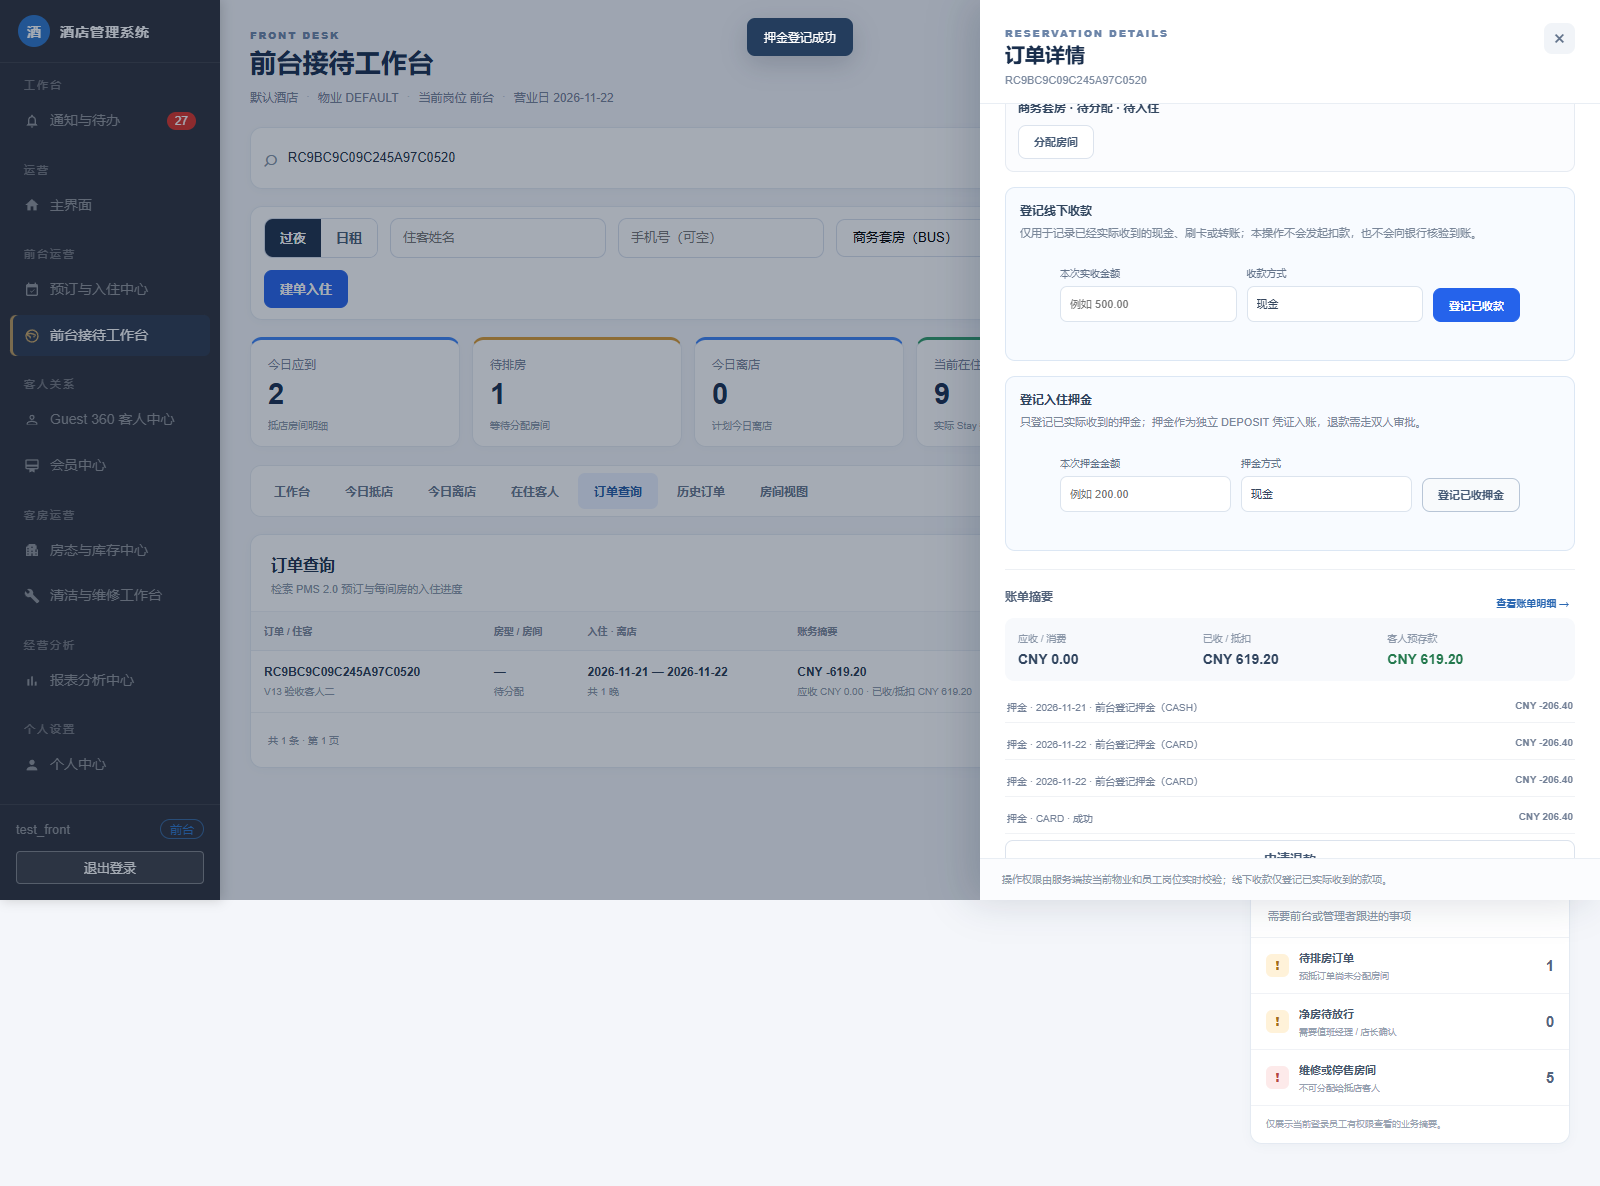 酒 酒店管理系统
工作台
通知与待办 27
运营
主界面
前台运营
预订与入住中心
前台接待工作台
客人关系
Guest 360 客人中心
会员中心
客房运营
房态与库存中心
清洁与维修工作台
经营分析
报表分析中心
个人设置
个人中心
test_front 前台
退出登录
FRONT DESK
前台接待工作台
默认酒店 · 物业 DEFAULT · 当前岗位 前台 · 营业日 2026-11-22
押金登记成功
RC9BC9C09C245A97C0520
过夜 日租 住客姓名 手机号（可空） 商务套房（BUS）
建单入住
今日应到
2
抵店房间明细
待排房
1
等待分配房间
今日离店
0
计划今日离店
当前在住
9
实际 Stay
工作台 今日抵店 今日离店 在住客人 订单查询 历史订单 房间视图
订单查询
检索 PMS 2.0 预订与每间房的入住进度
订单 / 住客 房型 / 房间 入住 · 离店 账务摘要
RC9BC9C09C245A97C0520 — 2026-11-21 — 2026-11-22 CNY -619.20
V13 验收客人二 待分配 共 1 晚 应收 CNY 0.00 · 已收/抵扣 CNY 619.20
共 1 条 · 第 1 页
RESERVATION DETAILS
订单详情
RC9BC9C09C245A97C0520
商务套房 · 待分配 · 待入住
分配房间
登记线下收款
仅用于记录已经实际收到的现金、刷卡或转账；本操作不会发起扣款，也不会向银行核验到账。
本次实收金额 收款方式
例如 500.00 现金 登记已收款
登记入住押金
只登记已实际收到的押金；押金作为独立 DEPOSIT 凭证入账，退款需走双人审批。
本次押金金额 押金方式
例如 200.00 现金 登记已收押金
账单摘要 查看账单明细 →
应收 / 消费 已收 / 抵扣 客人预存款
CNY 0.00 CNY 619.20 CNY 619.20
押金 · 2026-11-21 · 前台登记押金（CASH） CNY -206.40
押金 · 2026-11-22 · 前台登记押金（CARD） CNY -206.40
押金 · 2026-11-22 · 前台登记押金（CARD） CNY -206.40
押金 · CARD · 成功 CNY 206.40
申请退款
操作权限由服务端按当前物业和员工岗位实时校验；线下收款仅登记已实际收到的款项。
需要前台或管理者跟进的事项
! 待排房订单 1
预抵订单尚未分配房间
! 净房待放行 0
需要值班经理 / 店长确认
! 维修或停售房间 5
不可分配给抵店客人
仅展示当前登录员工有权限查看的业务摘要。